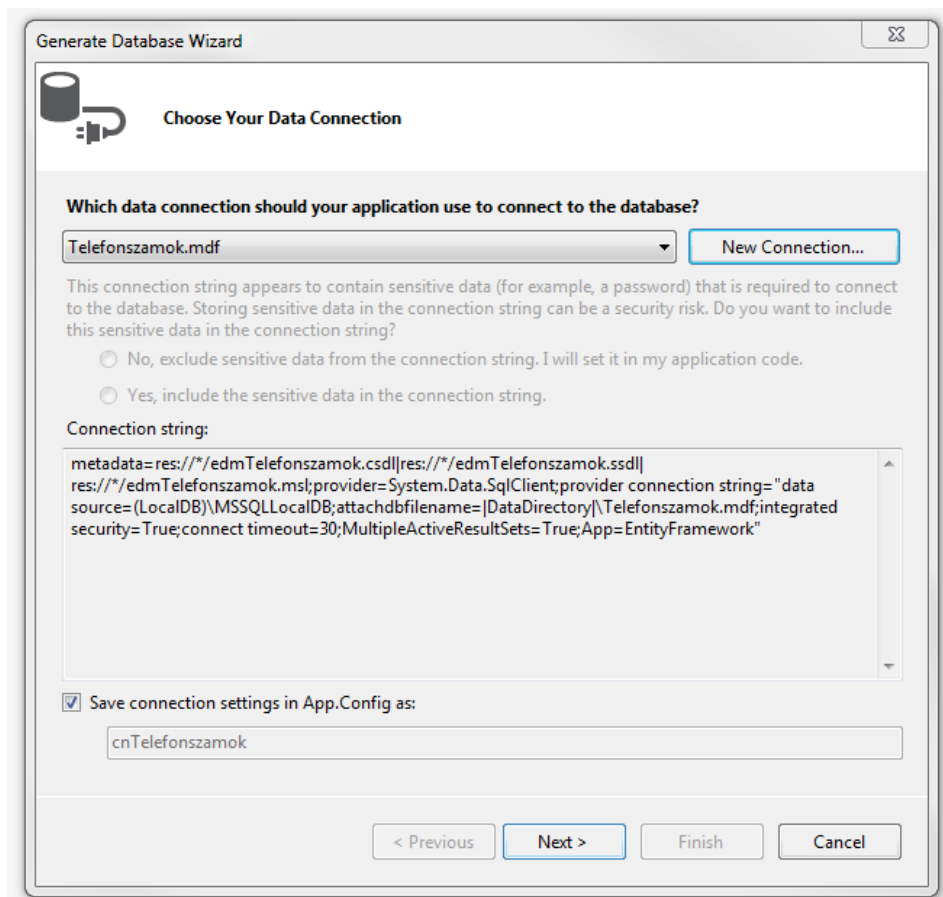 Generate Database Wizard
Choose Your Data Connection
Which data connection should your application use to connect to the database?
Telefonszamok.mdf
New Connection...
This connection string appears to contain sensitive data (for example, a password) that is required to connect
to the database. Storing sensitive data in the connection string can be a security risk. Do you want to include
this sensitive data in the connection string?
No, exclude sensitive data from the connection string. I will set it in my application code.
Yes, include the sensitive data in the connection string.
Connection string:
metadata=res://*/edmTelefonszamok.csdl|res://*/edmTelefonszamok.ssdl|
res://*/edmTelefonszamok.msl;provider=System.Data.SqlClient;provider connection string="data
source=(LocalDB)\MSSQLLocalDB;attachdbfilename=|DataDirectory|\Telefonszamok.mdf;integrated
security=True;connect timeout=30;MultipleActiveResultSets=True;App=EntityFramework"
Save connection settings in App.Config as:
cnTelefonszamok
< Previous
Next >
Finish
Cancel